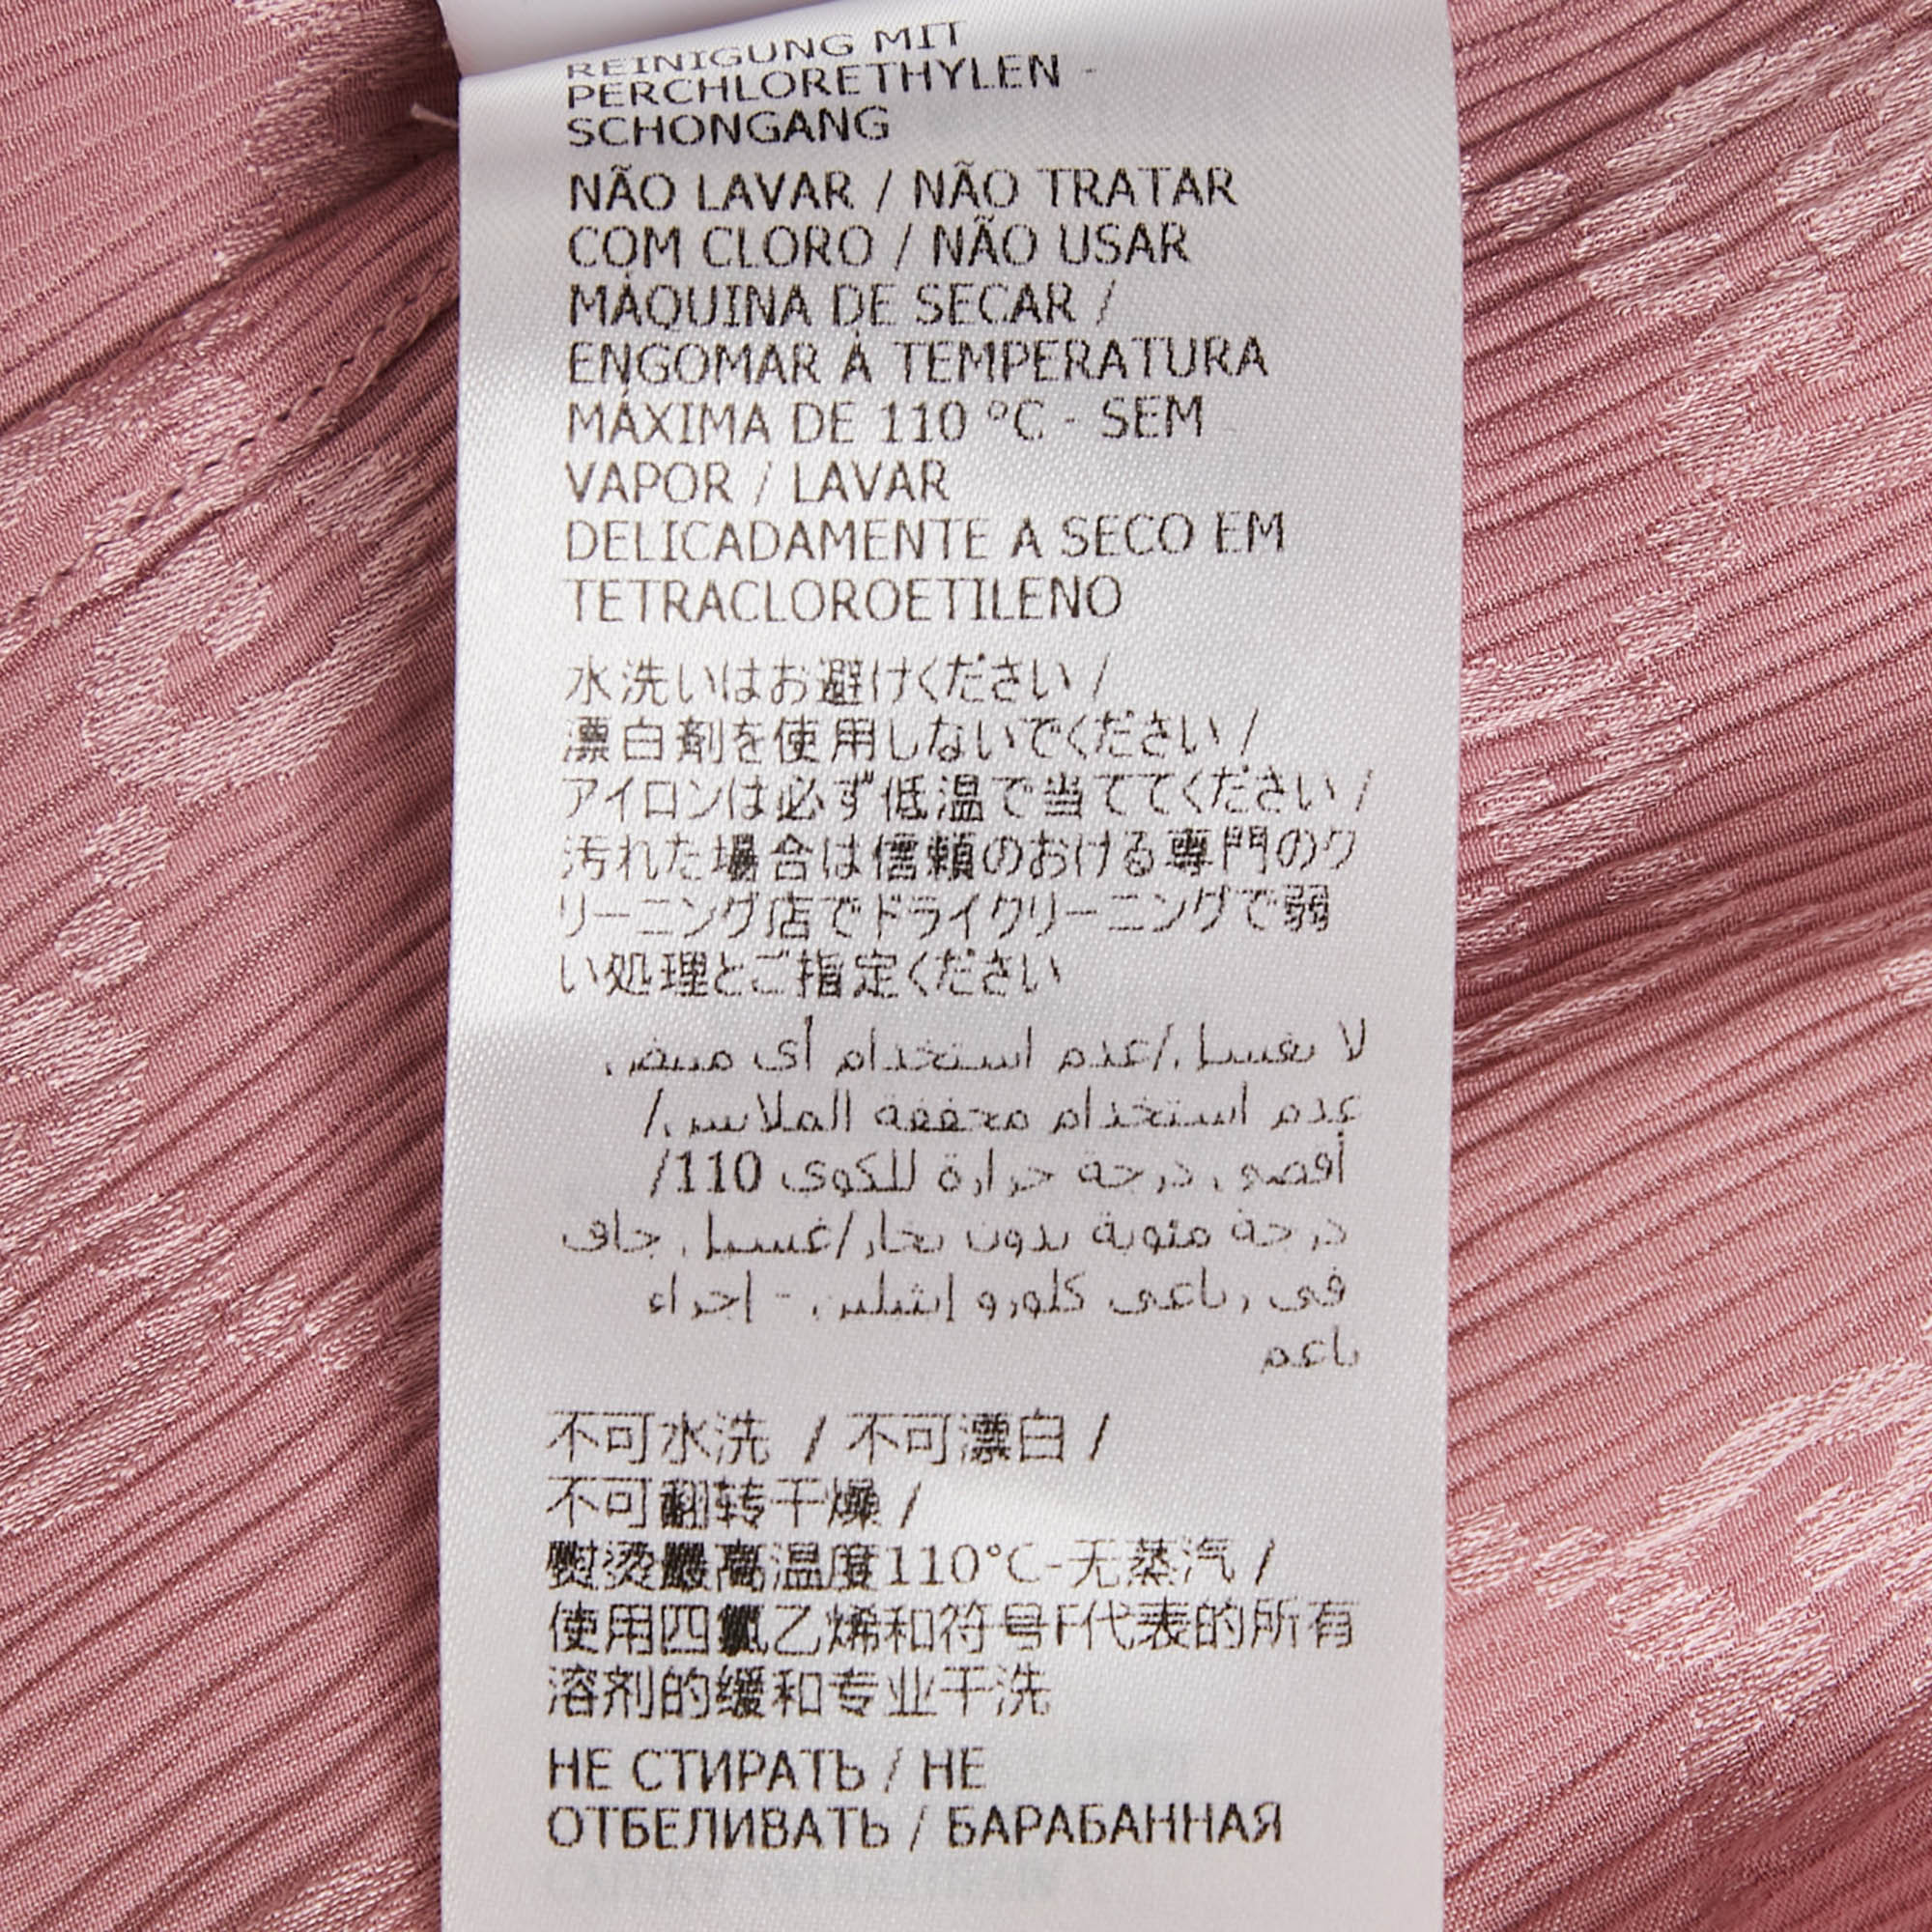 REINIGUNG MIT
PERCHLORETHYLEN -
SCHONGANG
NÃO LAVAR / NÃO TRATAR
COM CLORO / NÃO USAR
MÁQUINA DE SECAR /
ENGOMAR À TEMPERATURA
MÁXIMA DE 110 °C - SEM
VAPOR / LAVAR
DELICADAMENTE A SECO EM
TETRACLOROETILENO
水洗いはお避けください /
漂白剤を使用しないでください /
アイロンは必ず低温で当ててください /
汚れた場合は信頼のおける専門のク
リーニング店でドライクリーニングで弱
い処理とご指定ください
لا يغسل/عدم استخدام أي مبيض
عدم استخدام مجففة الملابس/
أقصى درجة حرارة للكوي 110/
درجة مئوية بدون بخار/غسيل جاف
في رباعي كلورو إيثيلين - إجراء
ناعم
不可水洗 / 不可漂白 /
不可翻转干燥 /
熨烫最高温度110°C-无蒸汽 /
使用四氯乙烯和符号F代表的所有
溶剂的缓和专业干洗
НЕ СТИРАТЬ / НЕ
ОТБЕЛИВАТЬ / БАРАБАННАЯ